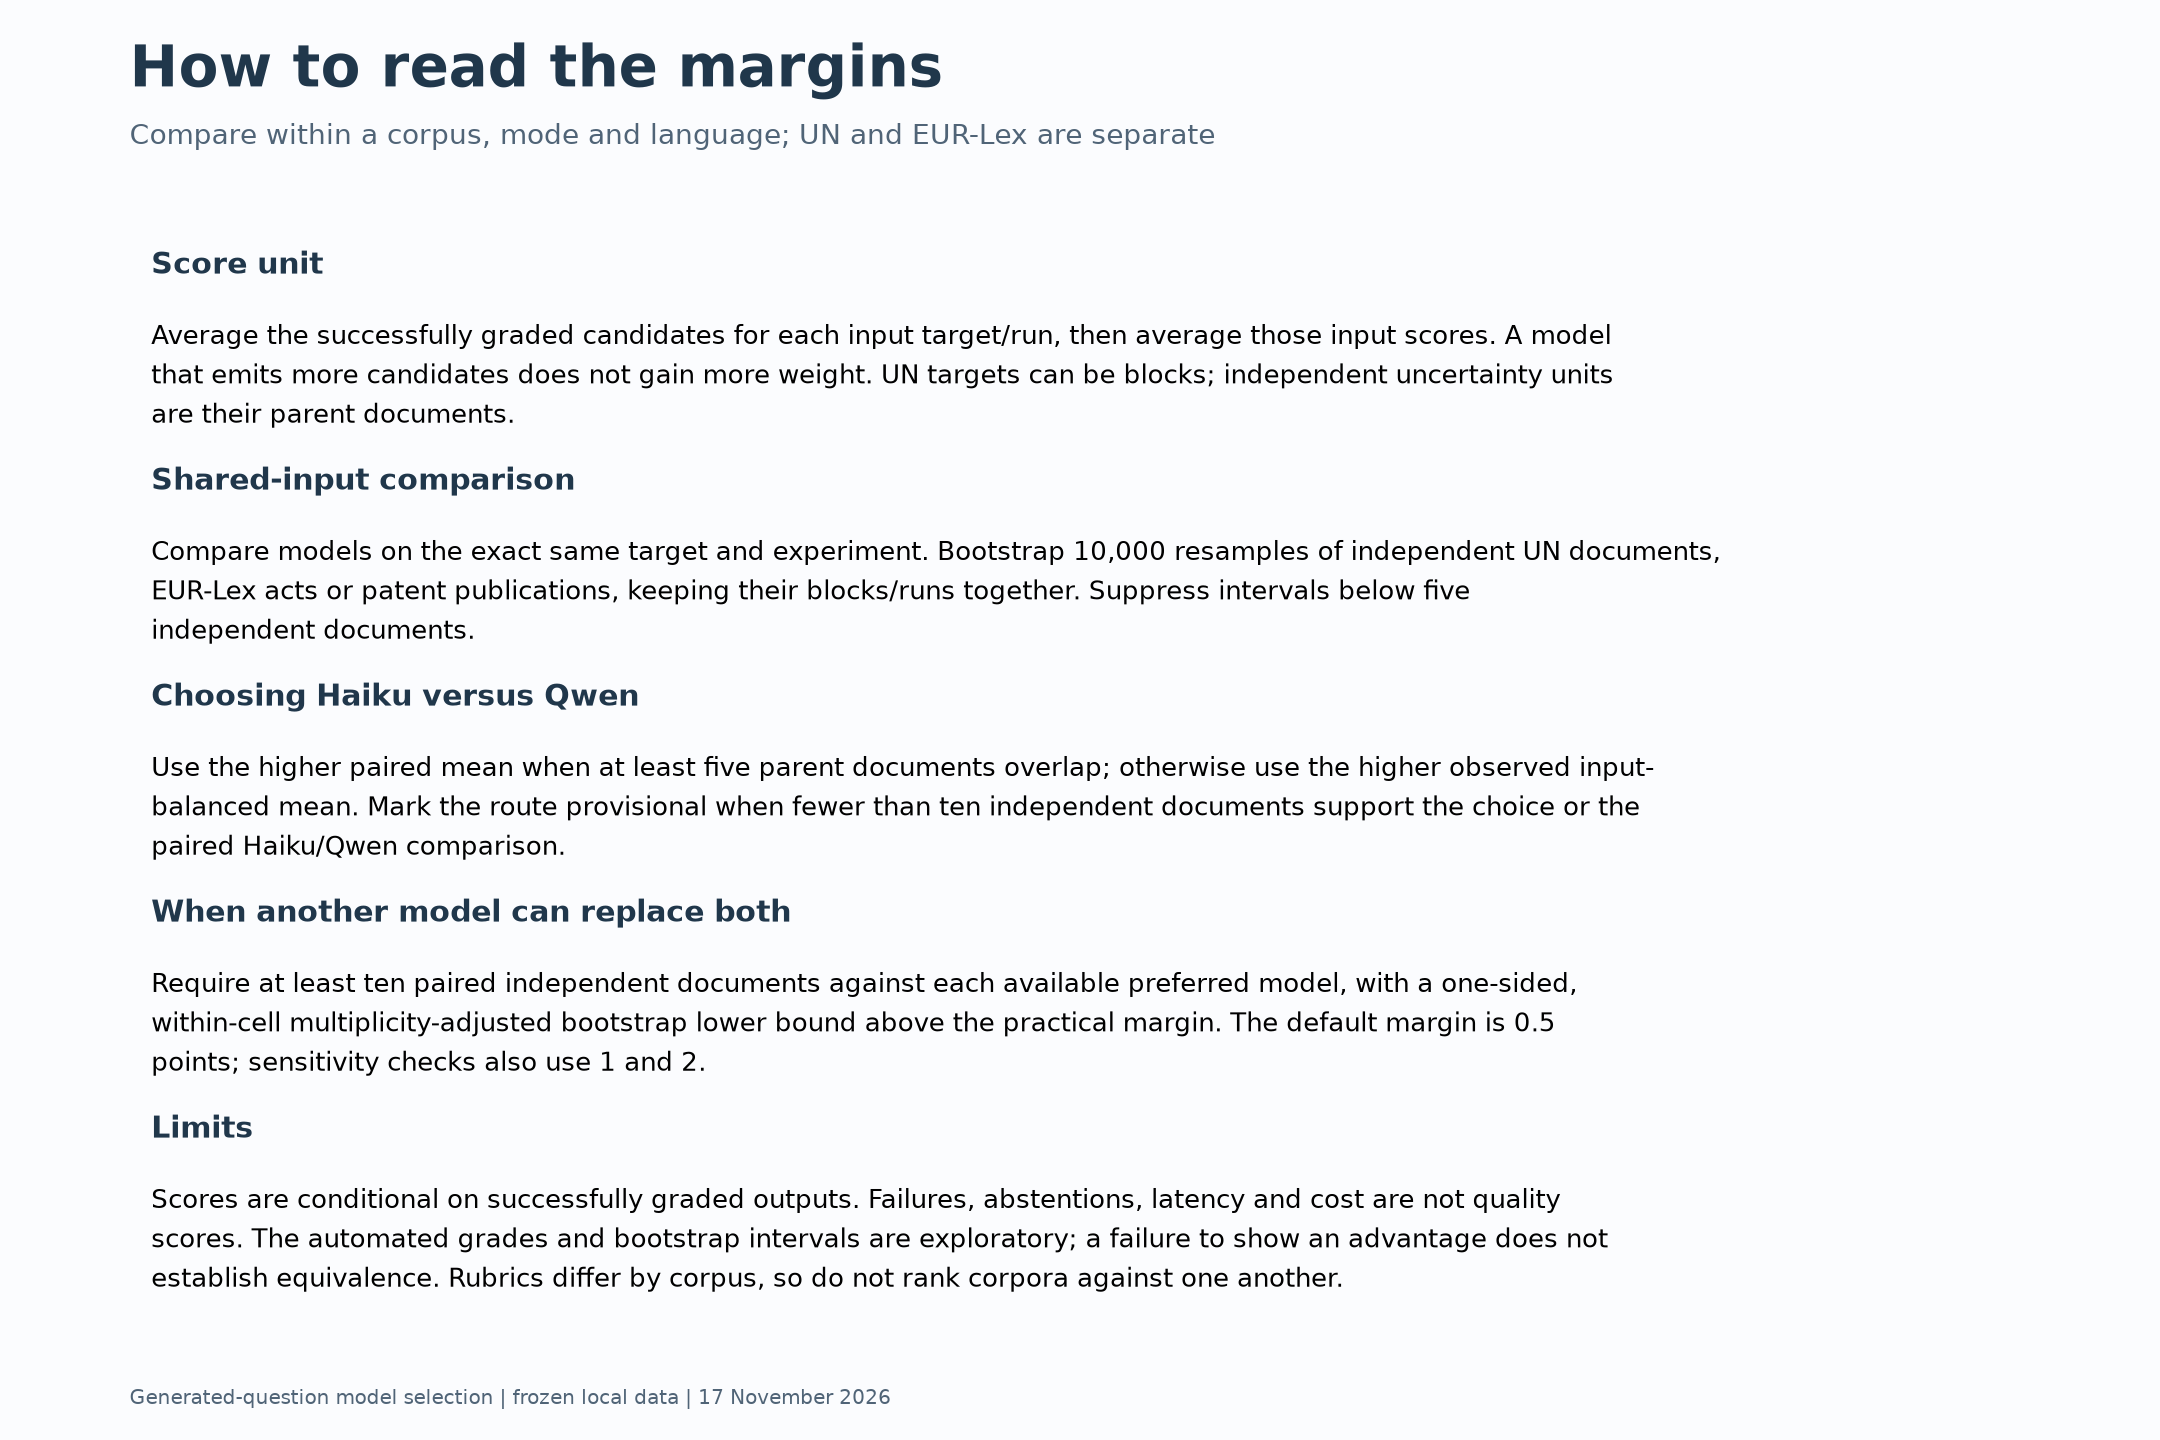 How to read the margins
Compare within a corpus, mode and language; UN and EUR-Lex are separate
Score unit
Average the successfully graded candidates for each input target/run, then average those input scores. A model
that emits more candidates does not gain more weight. UN targets can be blocks; independent uncertainty units
are their parent documents.
Shared-input comparison
Compare models on the exact same target and experiment. Bootstrap 10,000 resamples of independent UN documents,
EUR-Lex acts or patent publications, keeping their blocks/runs together. Suppress intervals below five
independent documents.
Choosing Haiku versus Qwen
Use the higher paired mean when at least five parent documents overlap; otherwise use the higher observed input-
balanced mean. Mark the route provisional when fewer than ten independent documents support the choice or the
paired Haiku/Qwen comparison.
When another model can replace both
Require at least ten paired independent documents against each available preferred model, with a one-sided,
within-cell multiplicity-adjusted bootstrap lower bound above the practical margin. The default margin is 0.5
points; sensitivity checks also use 1 and 2.
Limits
Scores are conditional on successfully graded outputs. Failures, abstentions, latency and cost are not quality
scores. The automated grades and bootstrap intervals are exploratory; a failure to show an advantage does not
establish equivalence. Rubrics differ by corpus, so do not rank corpora against one another.
Generated-question model selection | frozen local data | 17 November 2026